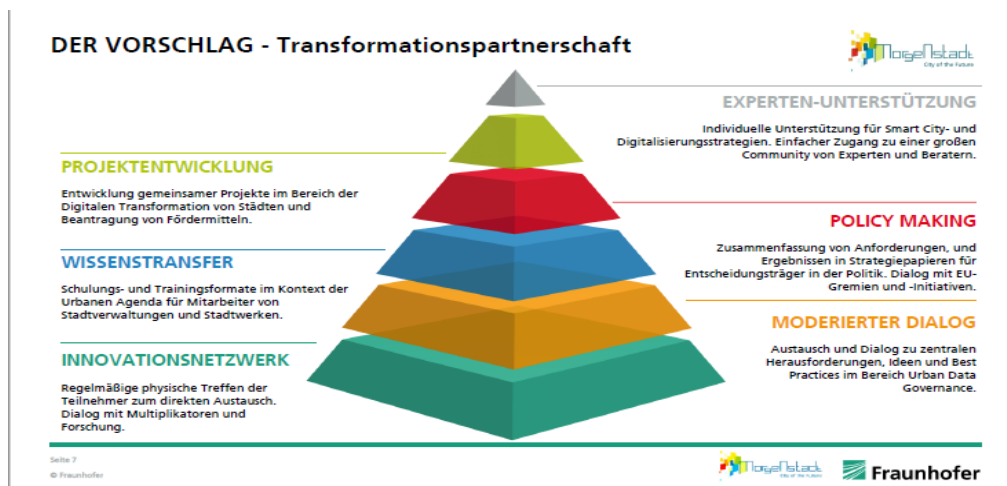 DER VORSCHLAG - Transformationspartnerschaft
MorgeNstadt
City of the Future
EXPERTEN-UNTERSTÜTZUNG
Individuelle Unterstützung für Smart City- und
Digitalisierungsstrategien. Einfacher Zugang zu einer großen
Community von Experten und Beratern.
PROJEKTENTWICKLUNG
Entwicklung gemeinsamer Projekte im Bereich der
Digitalen Transformation von Städten und
Beantragung von Fördermitteln.
POLICY MAKING
Zusammenfassung von Anforderungen, und
Ergebnissen in Strategiepapieren für
Entscheidungsträger in der Politik. Dialog mit EU-
Gremien und -Initiativen.
WISSENSTRANSFER
Schulungs- und Trainingsformate im Kontext der
Urbanen Agenda für Mitarbeiter von
Stadtverwaltungen und Stadtwerken.
MODERIERTER DIALOG
Austausch und Dialog zu zentralen
Herausforderungen, Ideen und Best
Practices im Bereich Urban Data
Governance.
INNOVATIONSNETZWERK
Regelmäßige physische Treffen der
Teilnehmer zum direkten Austausch.
Dialog mit Multiplikatoren und
Forschung.
Seite 7
© Fraunhofer
MorgeNstadt
City of the Future
Fraunhofer